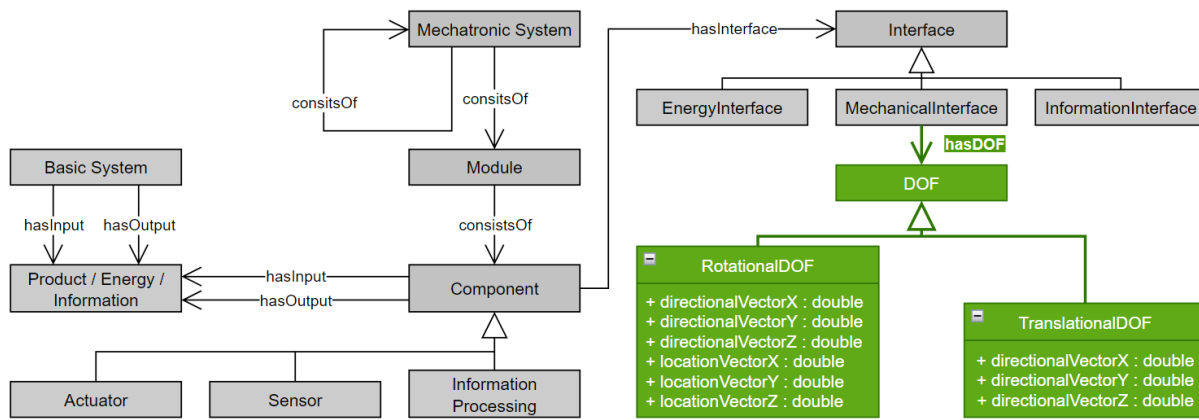 Mechatronic System
hasInterface
Interface
consitsOf
consitsOf
EnergyInterface
MechanicalInterface
InformationInterface
hasDOF
Basic System
Module
DOF
hasInput
hasOutput
consistsOf
Product / Energy /
Information
hasInput
hasOutput
Component
RotationalDOF
+ directionalVectorX : double
+ directionalVectorY : double
+ directionalVectorZ : double
+ locationVectorX : double
+ locationVectorY : double
+ locationVectorZ : double
TranslationalDOF
+ directionalVectorX : double
+ directionalVectorY : double
+ directionalVectorZ : double
Actuator
Sensor
Information
Processing